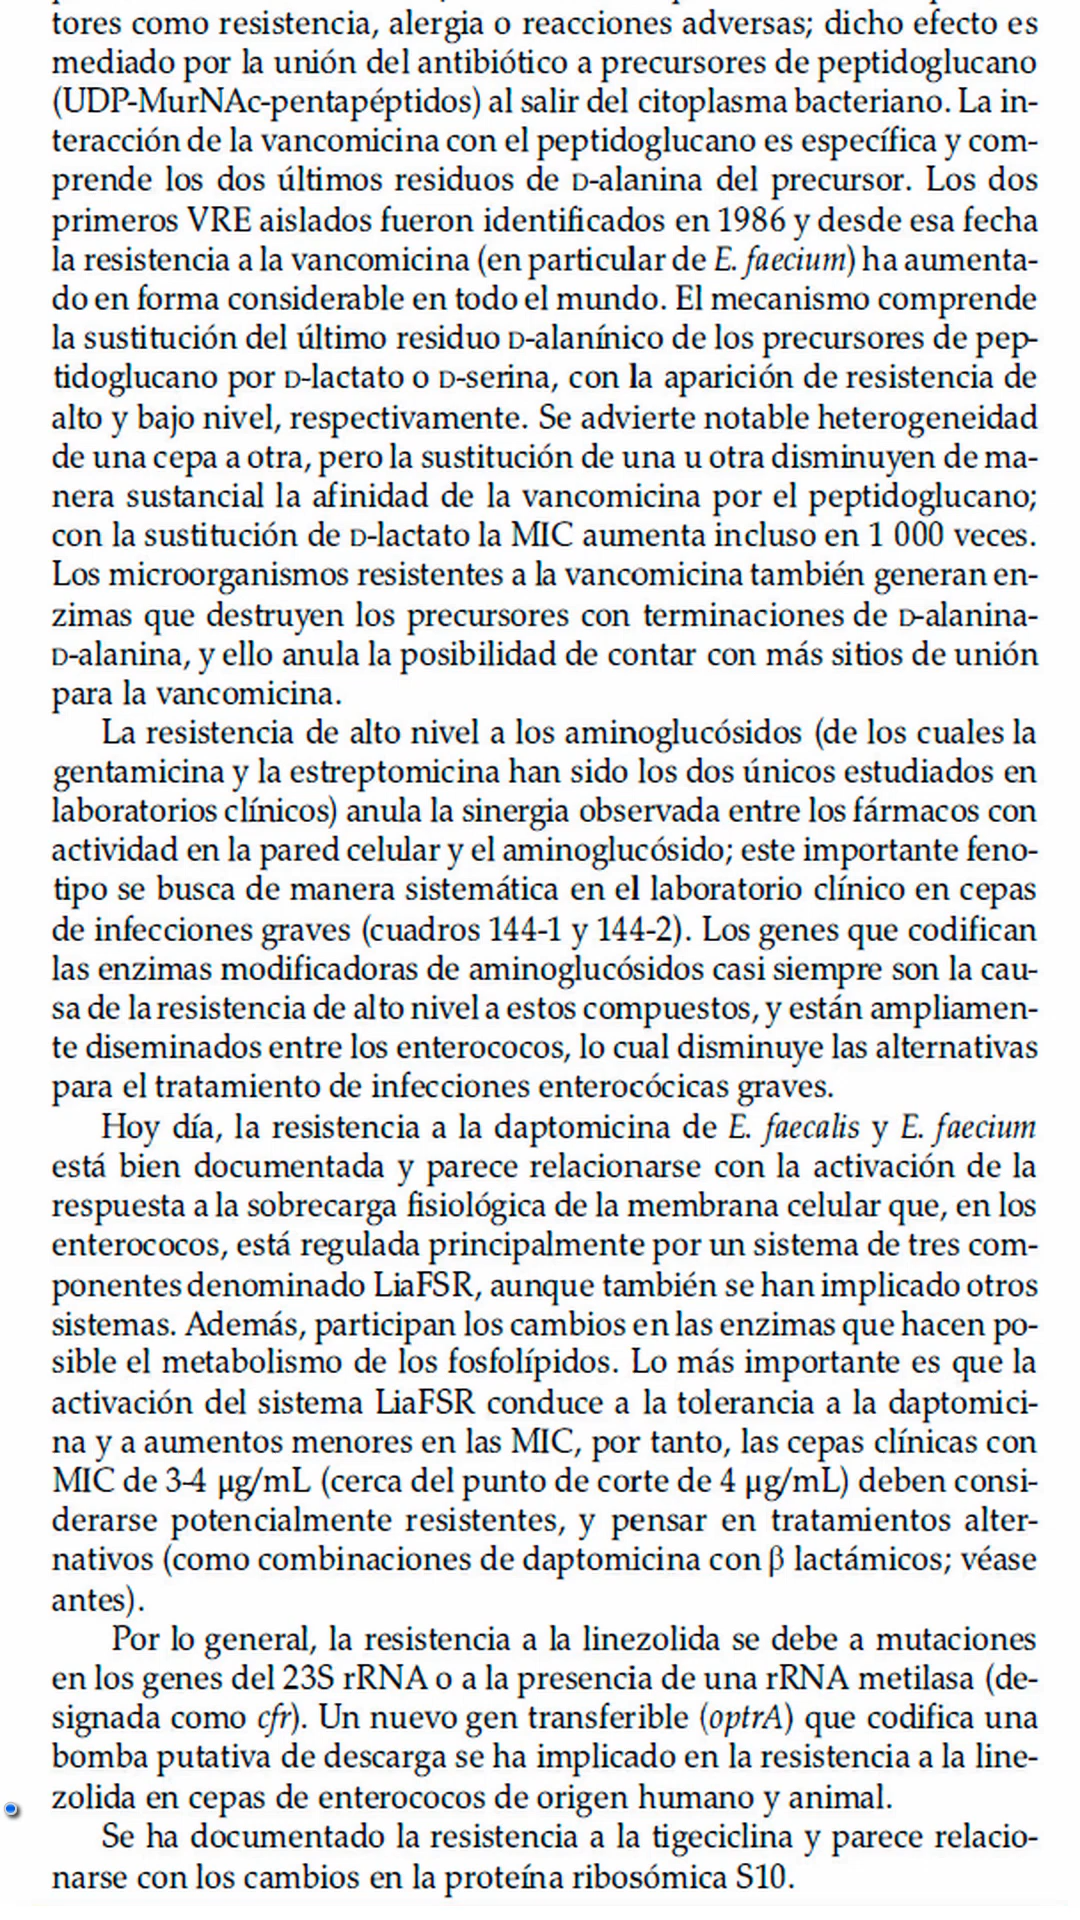 tores como resistencia, alergia o reacciones adversas; dicho efecto es
mediado por la unión del antibiótico a precursores de peptidoglucano
(UDP-MurNAc-pentapéptidos) al salir del citoplasma bacteriano. La in-
teracción de la vancomicina con el peptidoglucano es específica y com-
prende los dos últimos residuos de D-alanina del precursor. Los dos
primeros VRE aislados fueron identificados en 1986 y desde esa fecha
la resistencia a la vancomicina (en particular de E. faecium) ha aumenta-
do en forma considerable en todo el mundo. El mecanismo comprende
la sustitución del último residuo D-alanínico de los precursores de pep-
tidoglucano por D-lactato o D-serina, con la aparición de resistencia de
alto y bajo nivel, respectivamente. Se advierte notable heterogeneidad
de una cepa a otra, pero la sustitución de una u otra disminuyen de ma-
nera sustancial la afinidad de la vancomicina por el peptidoglucano;
con la sustitución de D-lactato la MIC aumenta incluso en 1 000 veces.
Los microorganismos resistentes a la vancomicina también generan en-
zimas que destruyen los precursores con terminaciones de D-alanina-
D-alanina, y ello anula la posibilidad de contar con más sitios de unión
para la vancomicina.
La resistencia de alto nivel a los aminoglucósidos (de los cuales la
gentamicina y la estreptomicina han sido los dos únicos estudiados en
laboratorios clínicos) anula la sinergia observada entre los fármacos con
actividad en la pared celular y el aminoglucósido; este importante feno-
tipo se busca de manera sistemática en el laboratorio clínico en cepas
de infecciones graves (cuadros 144-1 y 144-2). Los genes que codifican
las enzimas modificadoras de aminoglucósidos casi siempre son la cau-
sa de la resistencia de alto nivel a estos compuestos, y están ampliamen-
te diseminados entre los enterococos, lo cual disminuye las alternativas
para el tratamiento de infecciones enterocócicas graves.
Hoy día, la resistencia a la daptomicina de E. faecalis y E. faecium
está bien documentada y parece relacionarse con la activación de la
respuesta a la sobrecarga fisiológica de la membrana celular que, en los
enterococos, está regulada principalmente por un sistema de tres com-
ponentes denominado LiaFSR, aunque también se han implicado otros
sistemas. Además, participan los cambios en las enzimas que hacen po-
sible el metabolismo de los fosfolípidos. Lo más importante es que la
activación del sistema LiaFSR conduce a la tolerancia a la daptomici-
na y a aumentos menores en las MIC, por tanto, las cepas clínicas con
MIC de 3-4 µg/mL (cerca del punto de corte de 4 µg/mL) deben consi-
derarse potencialmente resistentes, y pensar en tratamientos alter-
nativos (como combinaciones de daptomicina con β lactámicos; véase
antes).
Por lo general, la resistencia a la linezolida se debe a mutaciones
en los genes del 23S rRNA o a la presencia de una rRNA metilasa (de-
signada como cfr). Un nuevo gen transferible (optrA) que codifica una
bomba putativa de descarga se ha implicado en la resistencia a la line-
zolida en cepas de enterococos de origen humano y animal.
Se ha documentado la resistencia a la tigeciclina y parece relacio-
narse con los cambios en la proteína ribosómica S10.